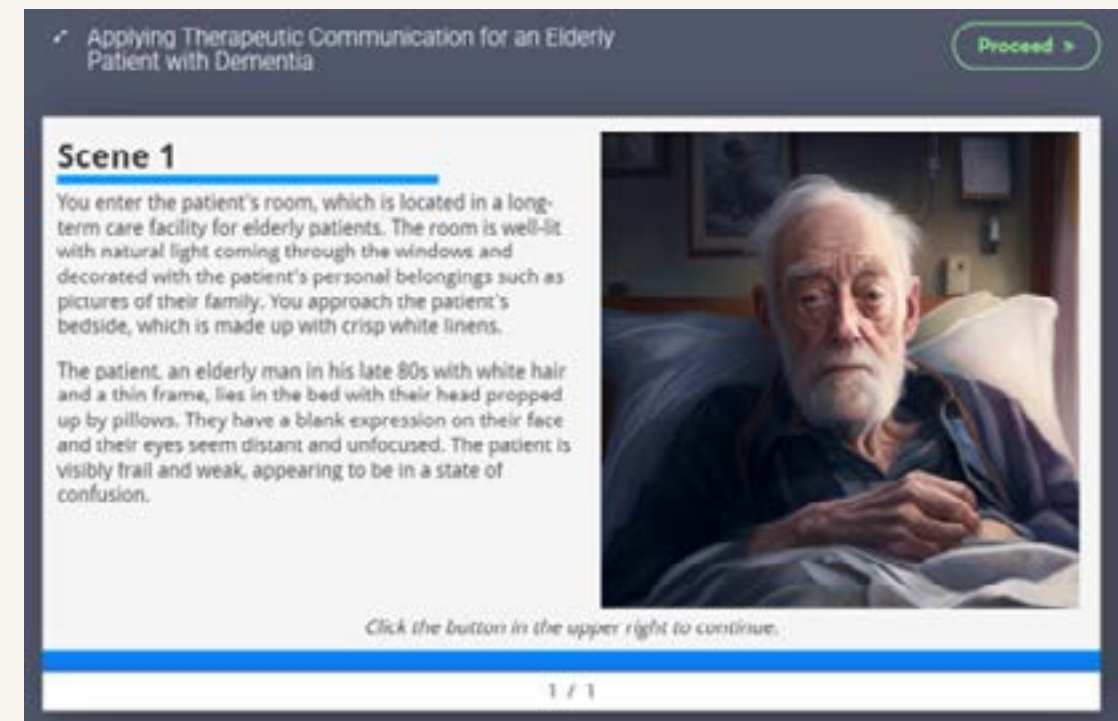 Applying Therapeutic Communication for an Elderly
Patient with Dementia
Proceed »
Scene 1
You enter the patient's room, which is located in a long-
term care facility for elderly patients. The room is well-lit
with natural light coming through the windows and
decorated with the patient's personal belongings such as
pictures of their family. You approach the patient's
bedside, which is made up with crisp white linens.
The patient, an elderly man in his late 80s with white hair
and a thin frame, lies in the bed with their head propped
up by pillows. They have a blank expression on their face
and their eyes seem distant and unfocused. The patient is
visibly frail and weak, appearing to be in a state of
confusion.
Click the button in the upper right to continue.
1 / 1